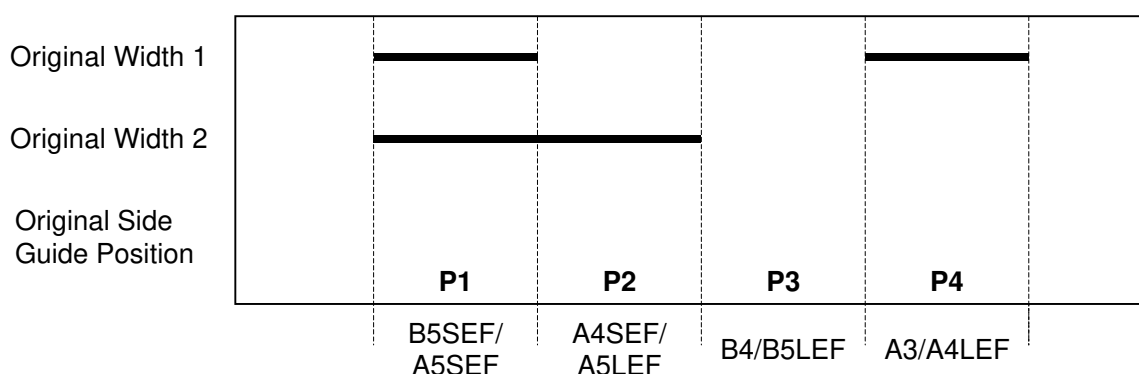 Original Width 1
Original Width 2
Original Side
Guide Position
P1 P2 P3 P4
B5SEF/
A5SEF
A4SEF/
A5LEF
B4/B5LEF
A3/A4LEF